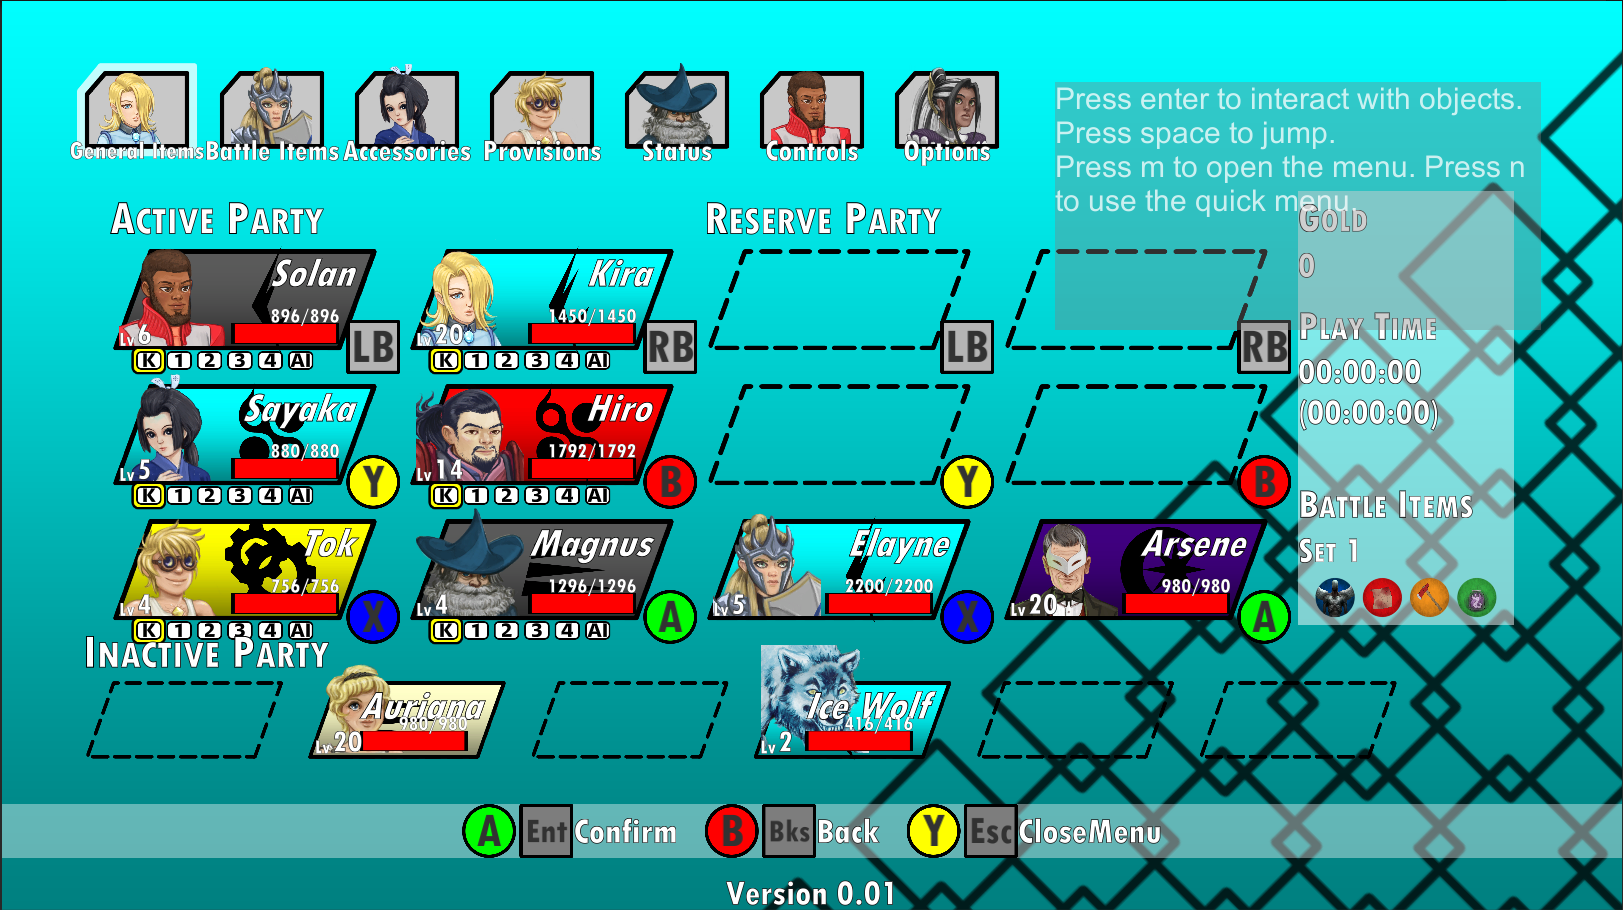 General Items Battle Items Accessories Provisions Status Controls Options
Press enter to interact with objects.
Press space to jump.
Press m to open the menu. Press n
to use the quick menu.
Active Party
Reserve Party
Gold
0
Solan
896/896
Lv 6
K 1 2 3 4 AI
LB
Kira
1450/1450
Lv 20
K 1 2 3 4 AI
RB
LB
RB
Play Time
00:00:00
(00:00:00)
Sayaka
880/880
Lv 5
K 1 2 3 4 AI
Y
Hiro
1792/1792
Lv 14
K 1 2 3 4 AI
B
Y
B
Battle Items
Set 1
Tok
756/756
Lv 4
K 1 2 3 4 AI
X
Magnus
1296/1296
Lv 4
K 1 2 3 4 AI
A
Elayne
2200/2200
Lv 5
X
Arsene
980/980
Lv 20
A
Inactive Party
Auriana
980/980
Lv 20
Ice Wolf
416/416
Lv 2
A Ent Confirm B Bks Back Y Esc CloseMenu
Version 0.01